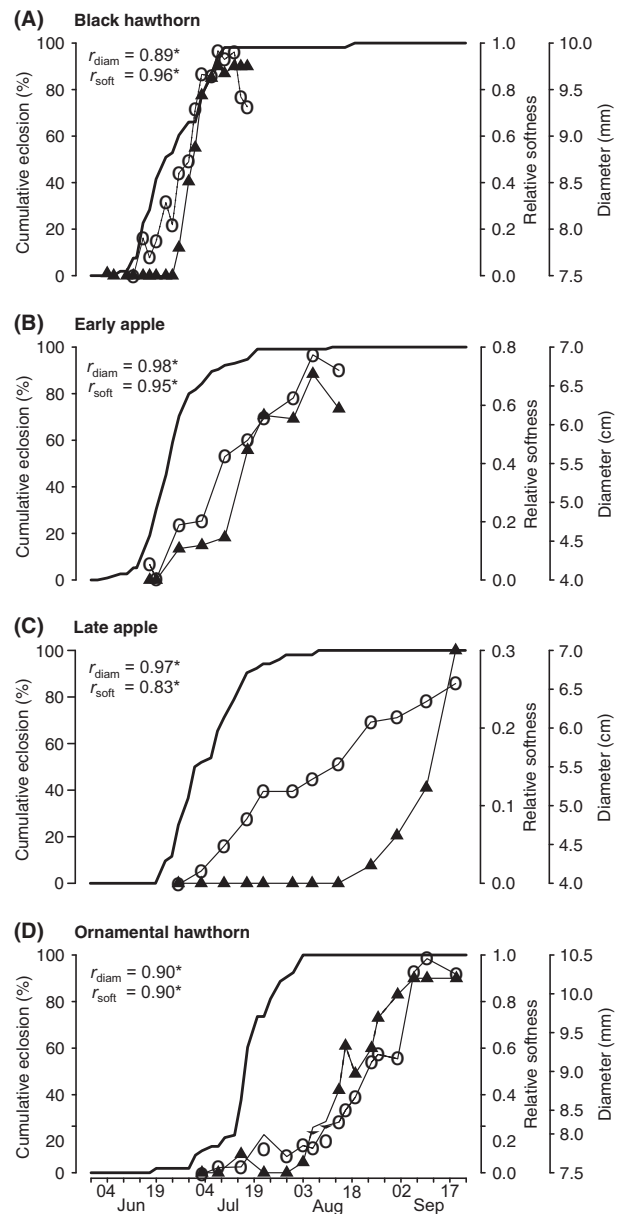 (A) Black hawthorn
r_diam = 0.89*
r_soft = 0.96*
Cumulative eclosion (%)
100
80
60
40
20
0
Relative softness
1.0
0.8
0.6
0.4
0.2
0.0
Diameter (mm)
10.0
9.5
9.0
8.5
8.0
7.5
(B) Early apple
r_diam = 0.98*
r_soft = 0.95*
Cumulative eclosion (%)
100
80
60
40
20
0
Relative softness
0.8
0.6
0.4
0.2
0.0
Diameter (cm)
7.0
6.5
6.0
5.5
5.0
4.5
4.0
(C) Late apple
r_diam = 0.97*
r_soft = 0.83*
Cumulative eclosion (%)
100
80
60
40
20
0
Relative softness
0.3
0.2
0.1
0.0
Diameter (cm)
7.0
6.5
6.0
5.5
5.0
4.5
4.0
(D) Ornamental hawthorn
r_diam = 0.90*
r_soft = 0.90*
Cumulative eclosion (%)
100
80
60
40
20
0
Relative softness
1.0
0.8
0.6
0.4
0.2
0.0
Diameter (mm)
10.5
10.0
9.5
9.0
8.5
8.0
7.5
04 19 04 19 03 18 02 17
Jun Jul Aug Sep